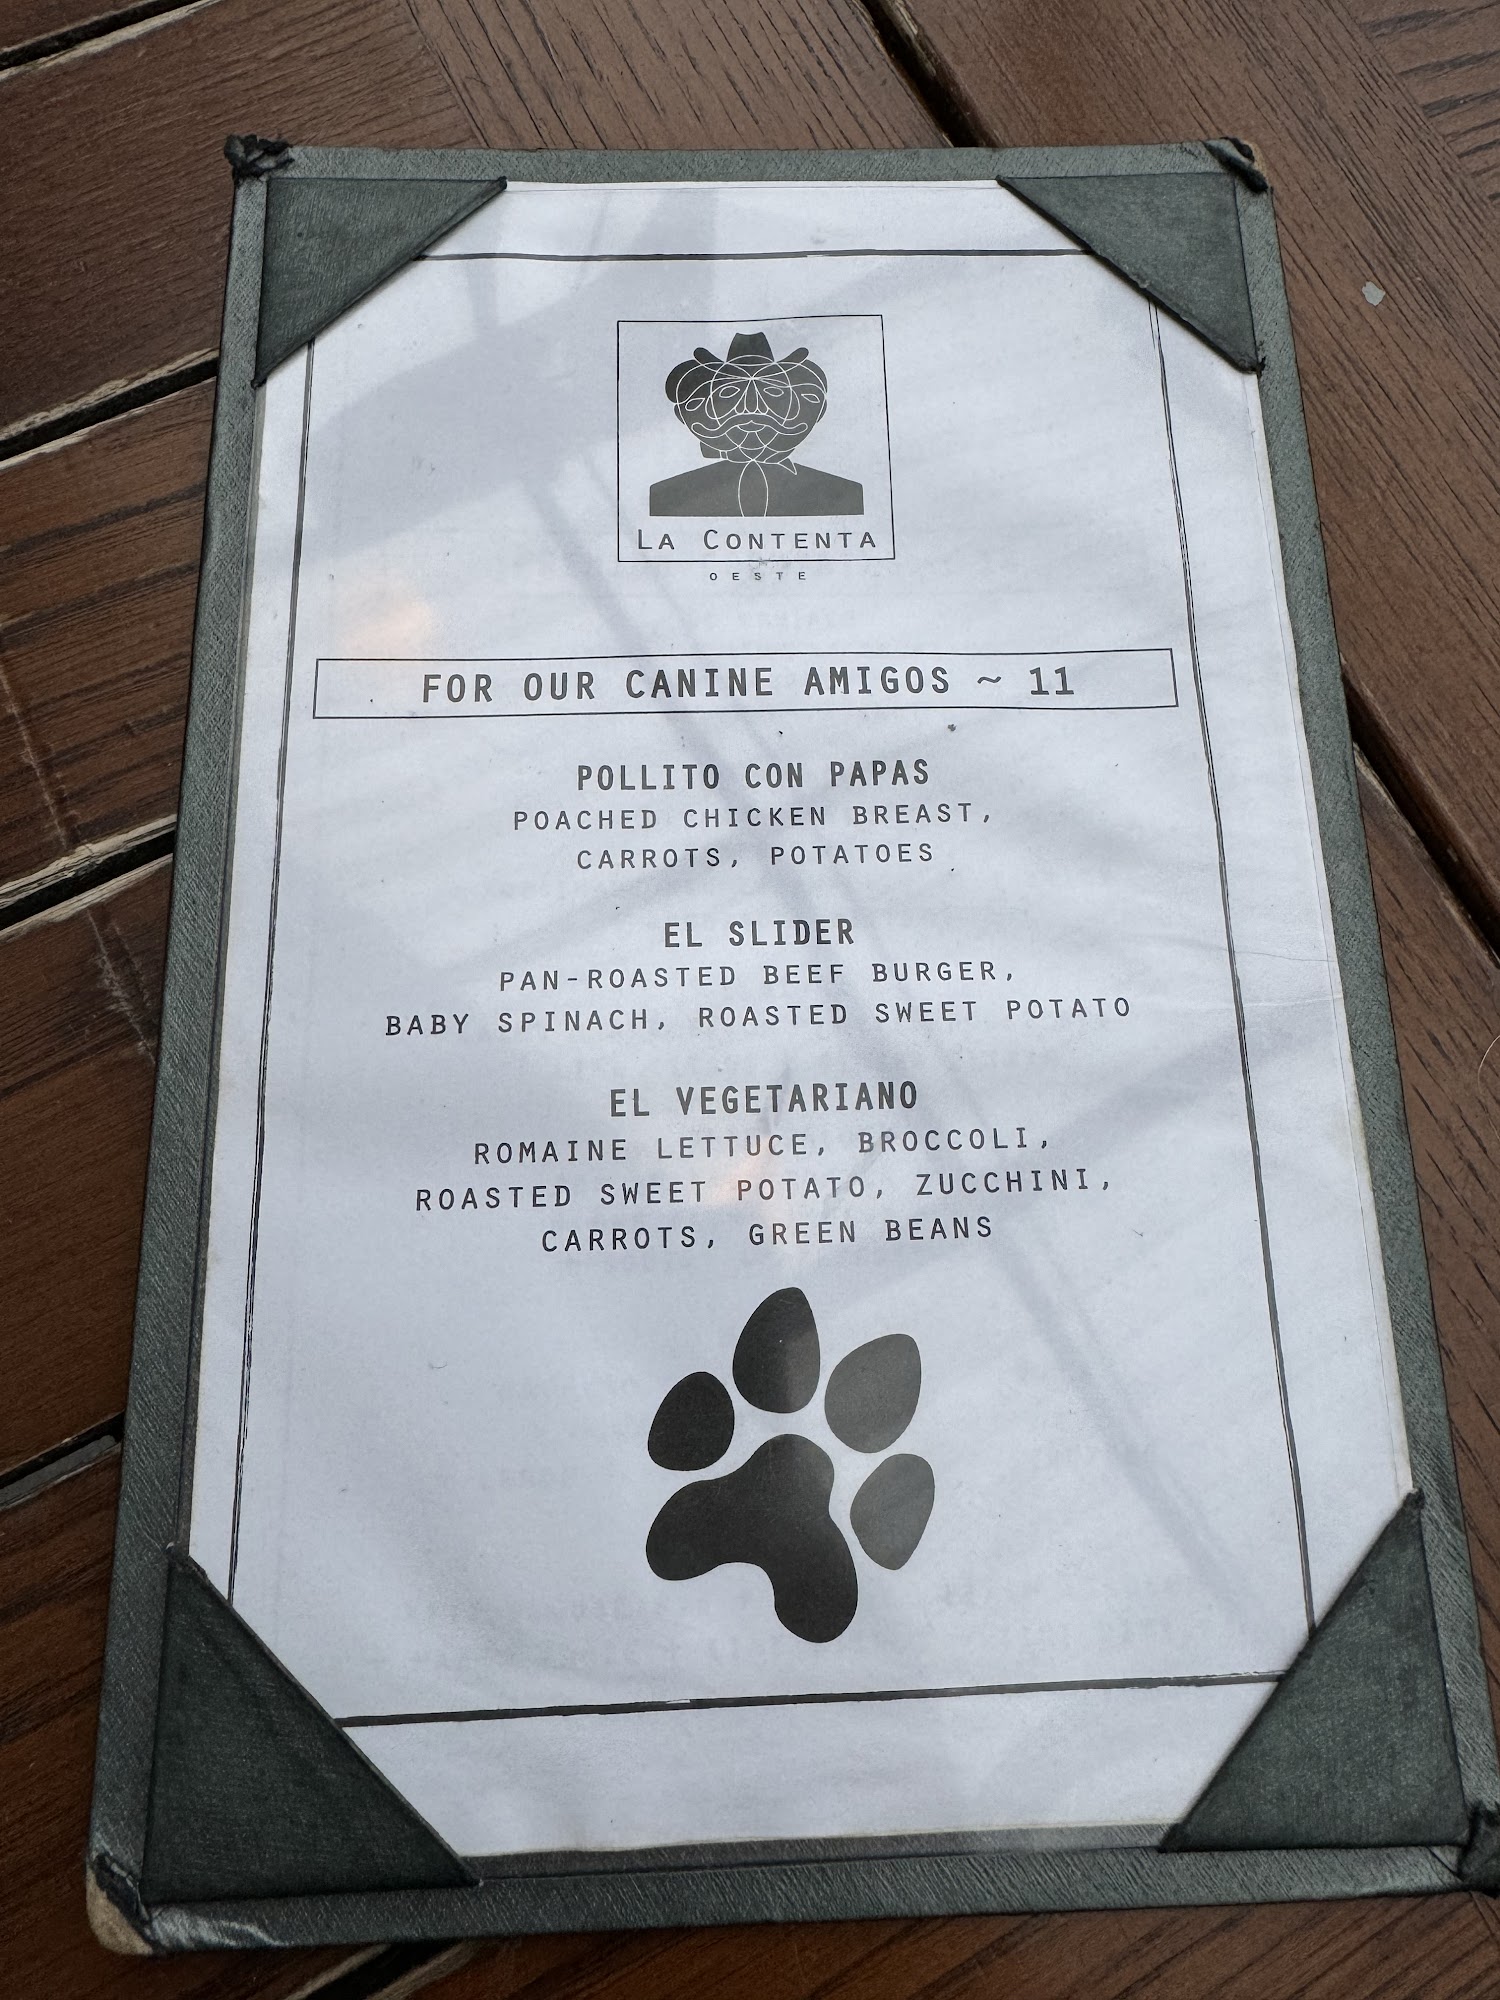 LA CONTENTA
OESTE
FOR OUR CANINE AMIGOS ~ 11
POLLITO CON PAPAS
POACHED CHICKEN BREAST,
CARROTS, POTATOES
EL SLIDER
PAN-ROASTED BEEF BURGER,
BABY SPINACH, ROASTED SWEET POTATO
EL VEGETARIANO
ROMAINE LETTUCE, BROCCOLI,
ROASTED SWEET POTATO, ZUCCHINI,
CARROTS, GREEN BEANS